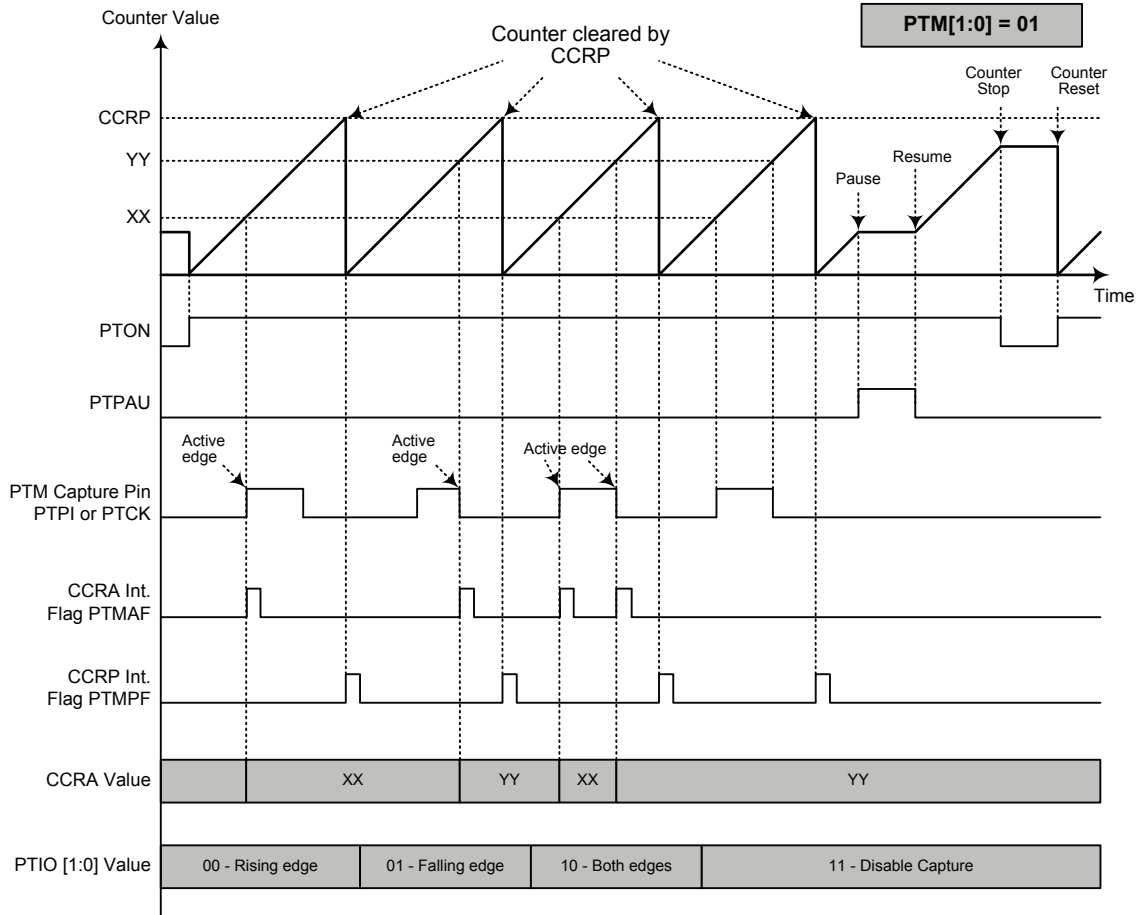 Counter Value
PTM[1:0] = 01
Counter cleared by
CCRP
Counter
Stop
Counter
Reset
CCRP
YY
XX
Pause
Resume
Time
PTON
PTPAU
Active
edge
Active
edge
Active edge
PTM Capture Pin
PTPI or PTCK
CCRA Int.
Flag PTMAF
CCRP Int.
Flag PTMPF
CCRA Value
XX
YY
XX
YY
PTIO [1:0] Value
00 - Rising edge
01 - Falling edge
10 - Both edges
11 - Disable Capture